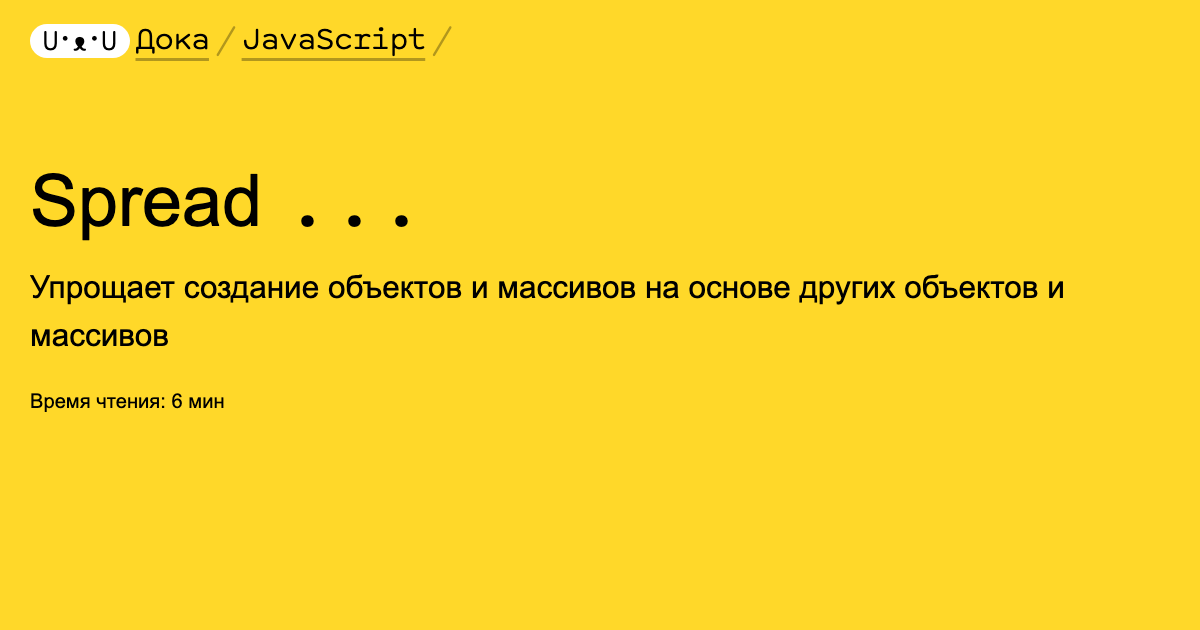 U•ᴥ•U Дока / JavaScript /
Spread ...
Упрощает создание объектов и массивов на основе других объектов и
массивов
Время чтения: 6 мин